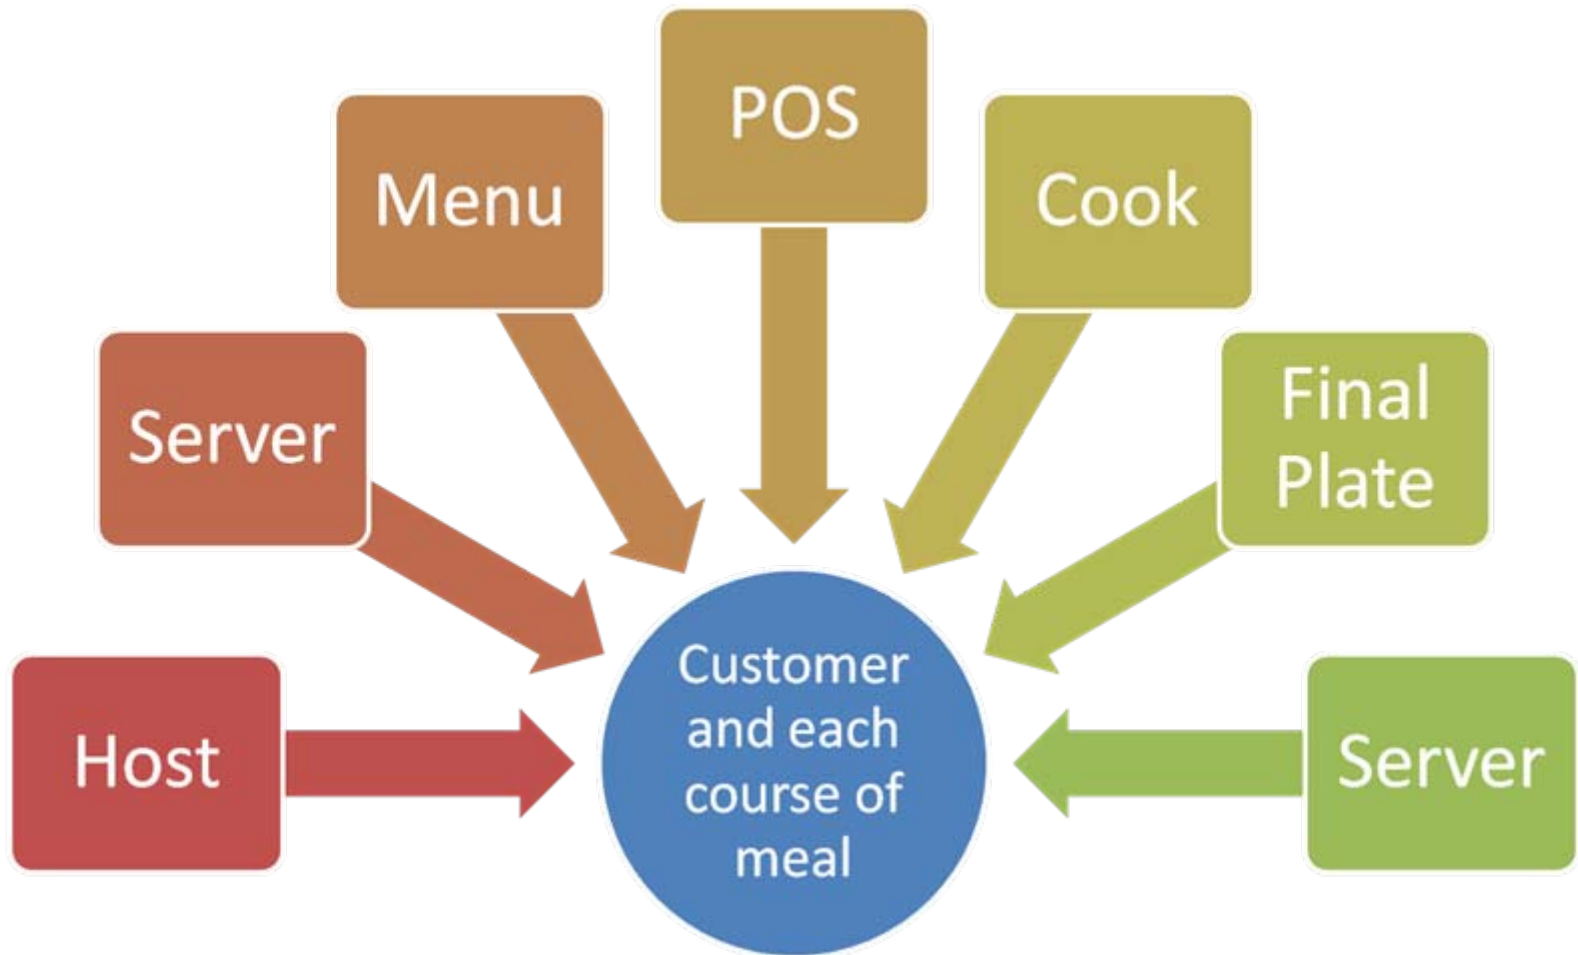 Host
Server
Menu
POS
Cook
Final
Plate
Server
Customer
and each
course of
meal